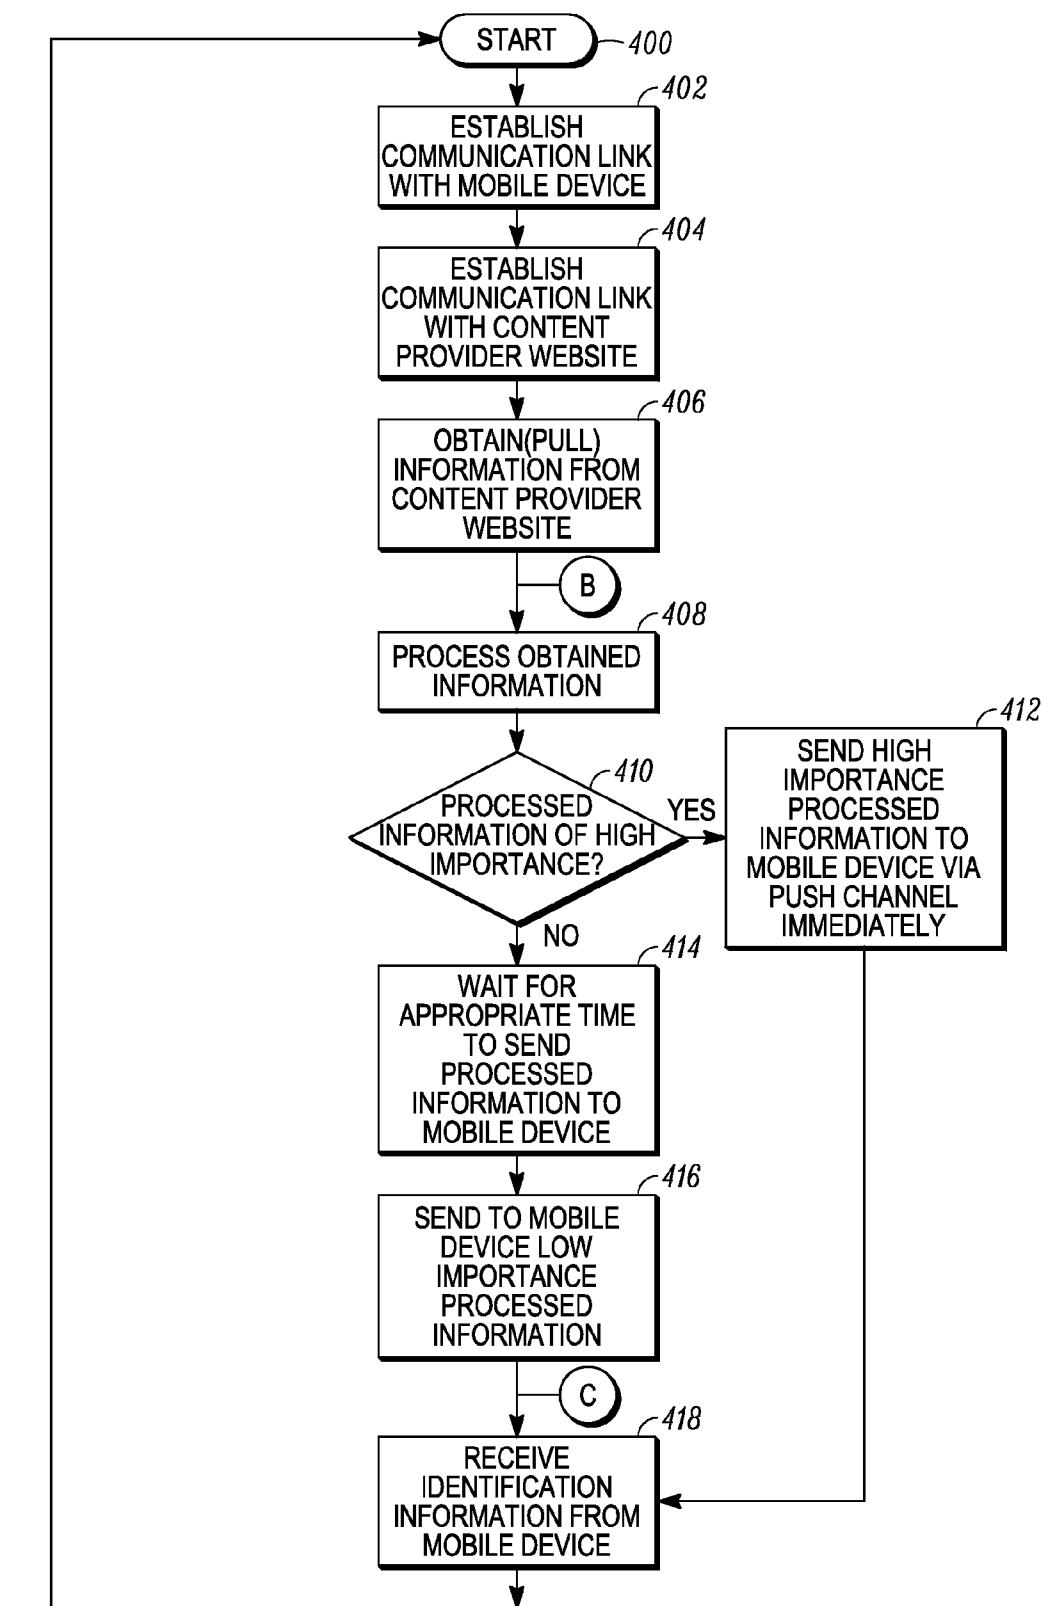 START
400
402
ESTABLISH
COMMUNICATION LINK
WITH MOBILE DEVICE
404
ESTABLISH
COMMUNICATION LINK
WITH CONTENT
PROVIDER WEBSITE
406
OBTAIN(PULL)
INFORMATION FROM
CONTENT PROVIDER
WEBSITE
B
408
PROCESS OBTAINED
INFORMATION
410
PROCESSED
INFORMATION OF HIGH
IMPORTANCE?
YES
412
SEND HIGH
IMPORTANCE
PROCESSED
INFORMATION TO
MOBILE DEVICE VIA
PUSH CHANNEL
IMMEDIATELY
NO
414
WAIT FOR
APPROPRIATE TIME
TO SEND
PROCESSED
INFORMATION TO
MOBILE DEVICE
416
SEND TO MOBILE
DEVICE LOW
IMPORTANCE
PROCESSED
INFORMATION
C
418
RECEIVE
IDENTIFICATION
INFORMATION FROM
MOBILE DEVICE